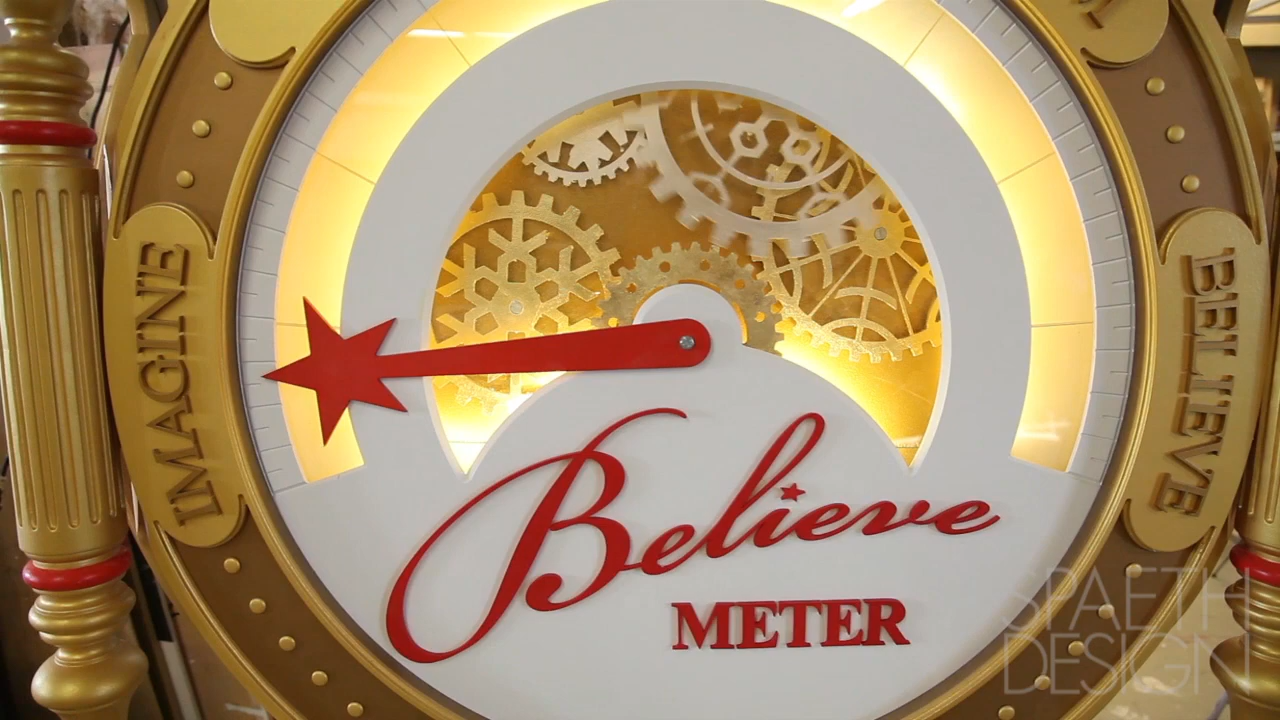 IMAGINE
BELIEVE
Believe
METER
SPAETH
DESIGN